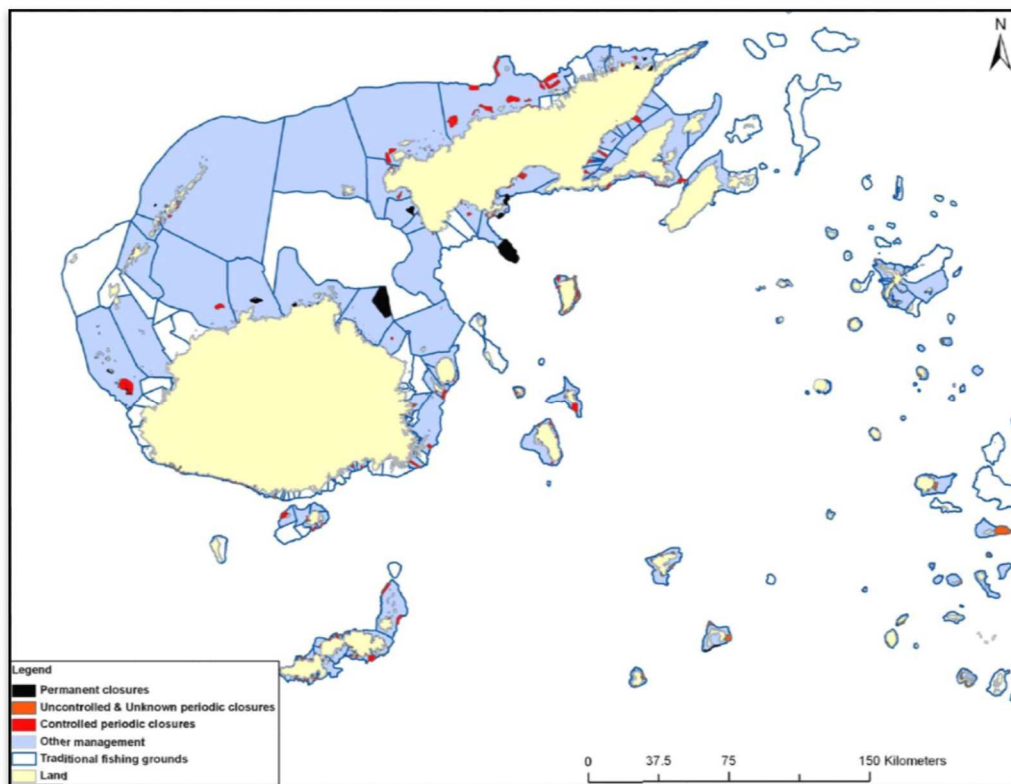 N
Legend
Permanent closures
Uncontrolled & Unknown periodic closures
Controlled periodic closures
Other management
Traditional fishing grounds
Land
0 37.5 75 150 Kilometers